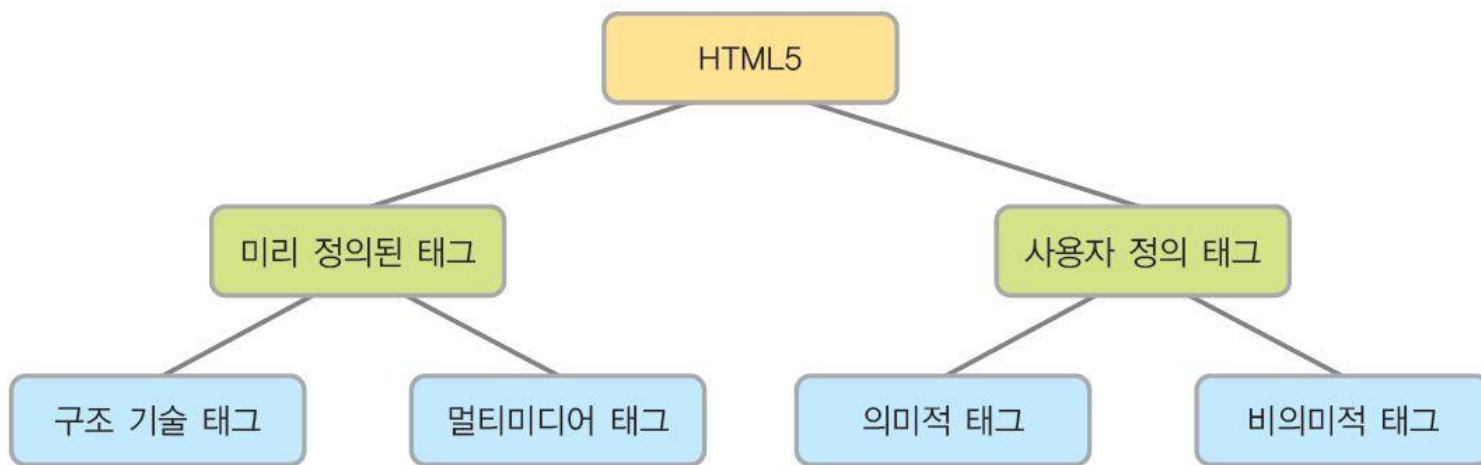 HTML5
미리 정의된 태그
사용자 정의 태그
구조 기술 태그
멀티미디어 태그
의미적 태그
비의미적 태그